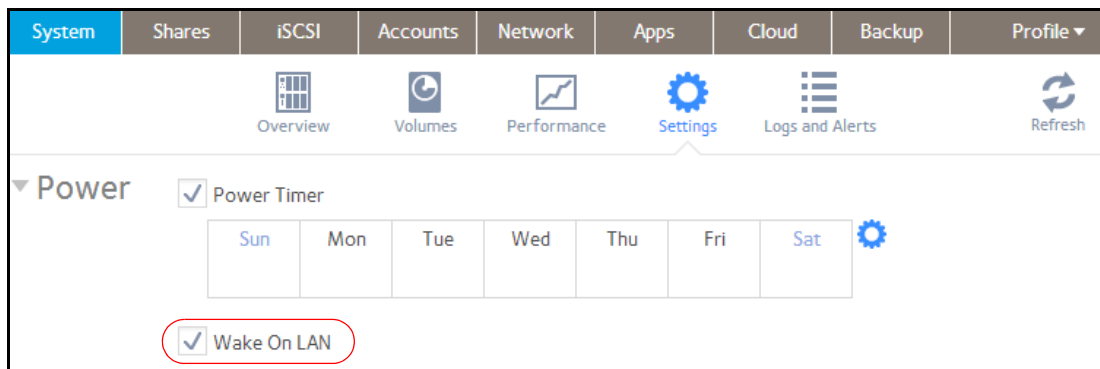 System Shares iSCSI Accounts Network Apps Cloud Backup Profile
Overview Volumes Performance Settings Logs and Alerts Refresh
Power
Power Timer
Sun Mon Tue Wed Thu Fri Sat
Wake On LAN